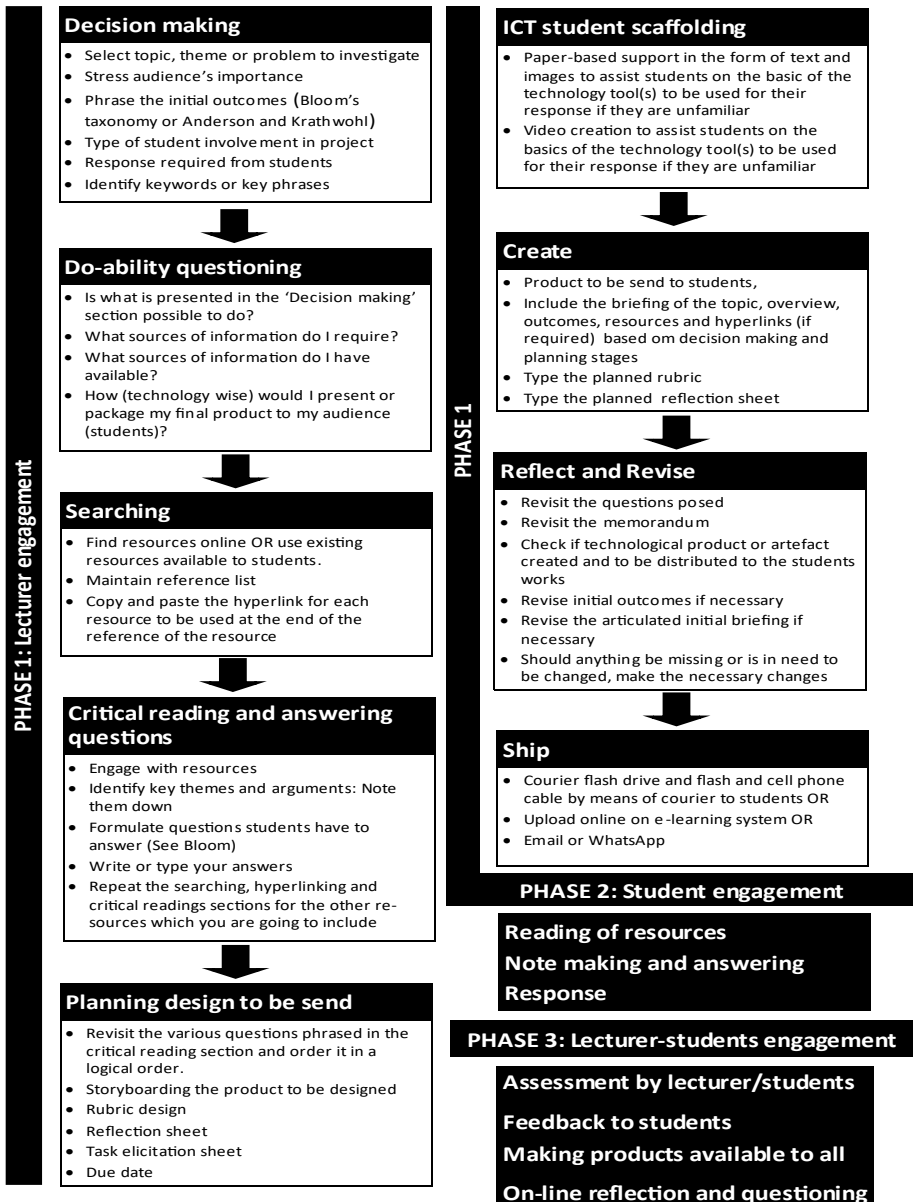 PHASE 1: Lecturer engagement
Decision making
• Select topic, theme or problem to investigate
• Stress audience's importance
• Phrase the initial outcomes (Bloom's
taxonomy or Anderson and Krathwohl)
• Type of student involvement in project
• Response required from students
• Identify keywords or key phrases
Do-ability questioning
• Is what is presented in the 'Decision making'
section possible to do?
• What sources of information do I require?
• What sources of information do I have
available?
• How (technology wise) would I present or
package my final product to my audience
(students)?
Searching
• Find resources online OR use existing
resources available to students.
• Maintain reference list
• Copy and paste the hyperlink for each
resource to be used at the end of the
reference of the resource
Critical reading and answering
questions
• Engage with resources
• Identify key themes and arguments: Note
them down
• Formulate questions students have to
answer (See Bloom)
• Write or type your answers
• Repeat the searching, hyperlinking and
critical readings sections for the other re-
sources which you are going to include
Planning design to be send
• Revisit the various questions phrased in the
critical reading section and order it in a
logical order.
• Storyboarding the product to be designed
• Rubric design
• Reflection sheet
• Task elicitation sheet
• Due date
PHASE 1
ICT student scaffolding
• Paper-based support in the form of text and
images to assist students on the basic of the
technology tool(s) to be used for their
response if they are unfamiliar
• Video creation to assist students on the
basics of the technology tool(s) to be used
for their response if they are unfamiliar
Create
• Product to be send to students,
• Include the briefing of the topic, overview,
outcomes, resources and hyperlinks (if
required) based om decision making and
planning stages
• Type the planned rubric
• Type the planned reflection sheet
Reflect and Revise
• Revisit the questions posed
• Revisit the memorandum
• Check if technological product or artefact
created and to be distributed to the students
works
• Revise initial outcomes if necessary
• Revise the articulated initial briefing if
necessary
• Should anything be missing or is in need to
be changed, make the necessary changes
Ship
• Courier flash drive and flash and cell phone
cable by means of courier to students OR
• Upload online on e-learning system OR
• Email or WhatsApp
PHASE 2: Student engagement
Reading of resources
Note making and answering
Response
PHASE 3: Lecturer-students engagement
Assessment by lecturer/students
Feedback to students
Making products available to all
On-line reflection and questioning